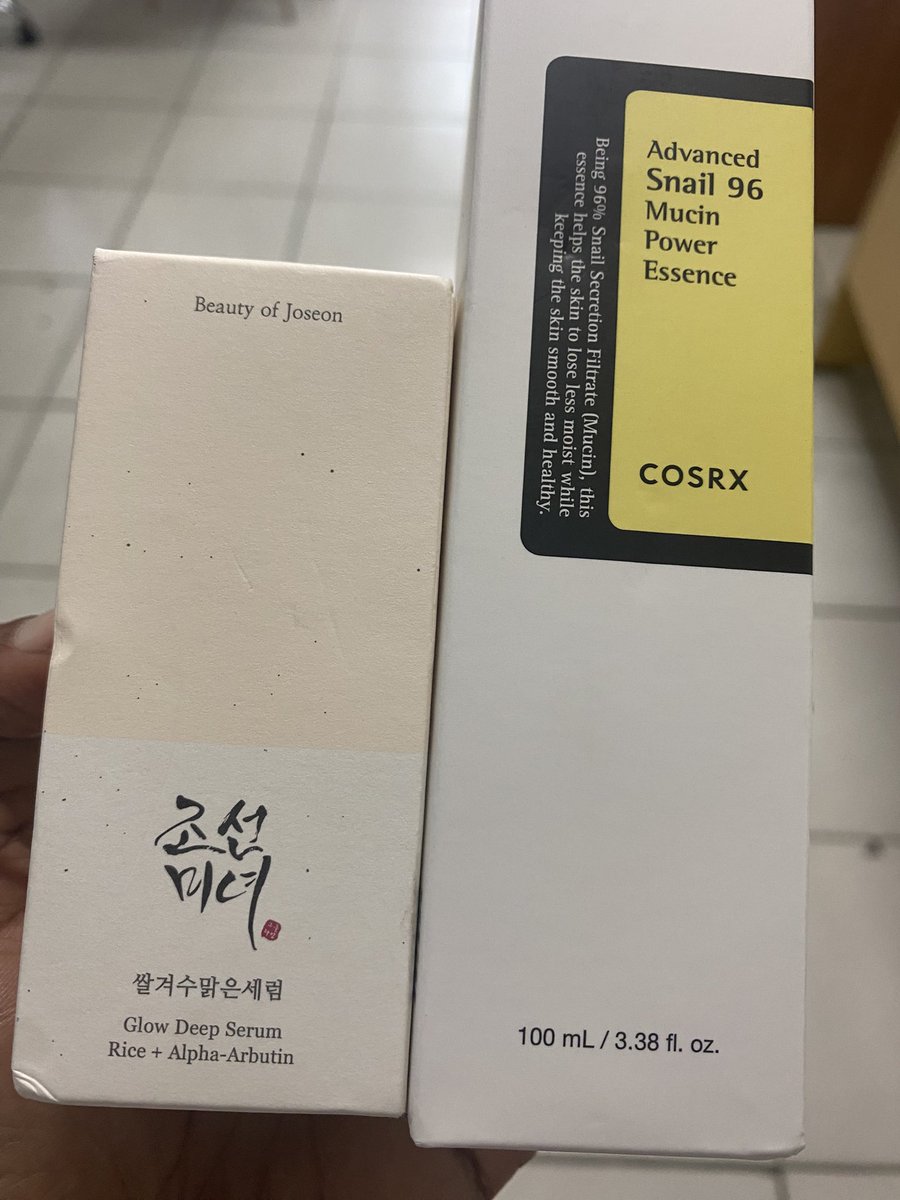 Beauty of Joseon
조선
미녀
쌀겨수맑은세럼
Glow Deep Serum
Rice + Alpha-Arbutin
Advanced
Snail 96
Mucin
Power
Essence
COSRX
Being 96% Snail Secretion Filtrate (Mucin), this
essence helps the skin to lose less moist while
keeping the skin smooth and healthy.
100 mL / 3.38 fl. oz.